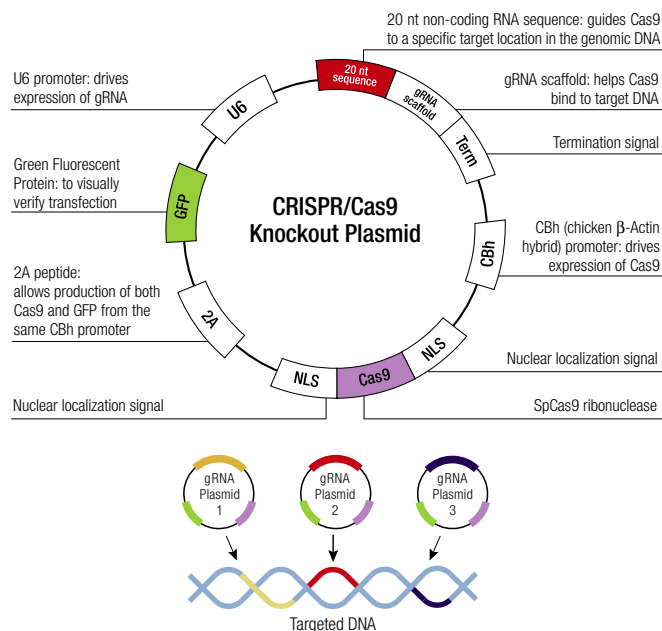 20 nt non-coding RNA sequence: guides Cas9
to a specific target location in the genomic DNA
U6 promoter: drives
expression of gRNA
20 nt
sequence
gRNA
scaffold
gRNA scaffold: helps Cas9
bind to target DNA
U6
Term
Termination signal
Green Fluorescent
Protein: to visually
verify transfection
GFP
CRISPR/Cas9
Knockout Plasmid
CBh
CBh (chicken β-Actin
hybrid) promoter: drives
expression of Cas9
2A peptide:
allows production of both
Cas9 and GFP from the
same CBh promoter
2A
NLS
Cas9
NLS
Nuclear localization signal
Nuclear localization signal
SpCas9 ribonuclease
gRNA
Plasmid
1
gRNA
Plasmid
2
gRNA
Plasmid
3
Targeted DNA